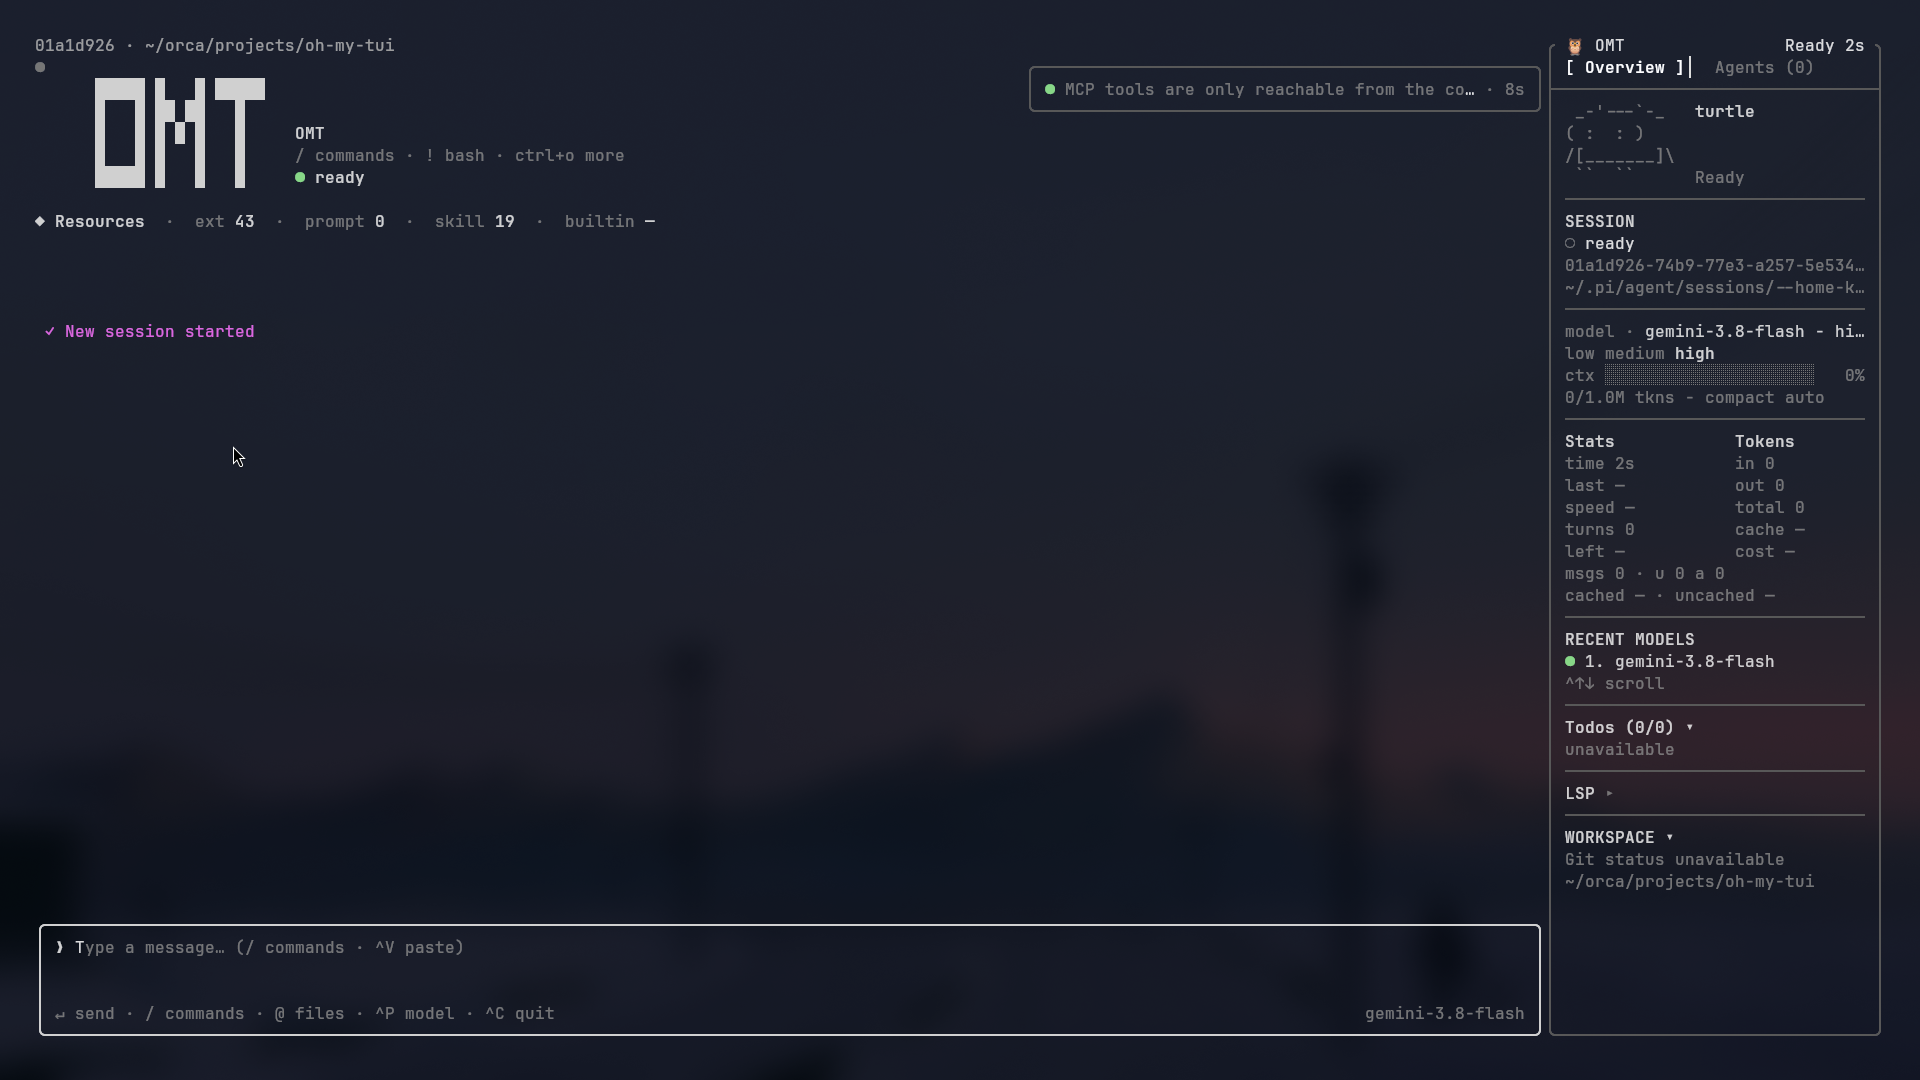 01a1d926 · ~/orca/projects/oh-my-tui
OMT
OMT
/ commands · ! bash · ctrl+o more
● ready
◆ Resources · ext 43 · prompt 0 · skill 19 · builtin —
● MCP tools are only reachable from the co… · 8s
✓ New session started
❯ Type a message… (/ commands · ^V paste)
↵ send · / commands · @ files · ^P model · ^C quit
gemini-3.8-flash
🦉 OMT Ready 2s
[ Overview ] Agents (0)
_-'---`-_ turtle
( :  : )
/[_______]\
``  ``
Ready
SESSION
○ ready
01a1d926-74b9-77e3-a257-5e534…
~/.pi/agent/sessions/--home-k…
model · gemini-3.8-flash - hi…
low medium high
ctx 0%
0/1.0M tkns - compact auto
Stats Tokens
time 2s in 0
last — out 0
speed — total 0
turns 0 cache —
left — cost —
msgs 0 · u 0 a 0
cached — · uncached —
RECENT MODELS
● 1. gemini-3.8-flash
^↑↓ scroll
Todos (0/0) ▾
unavailable
LSP ▸
WORKSPACE ▾
Git status unavailable
~/orca/projects/oh-my-tui